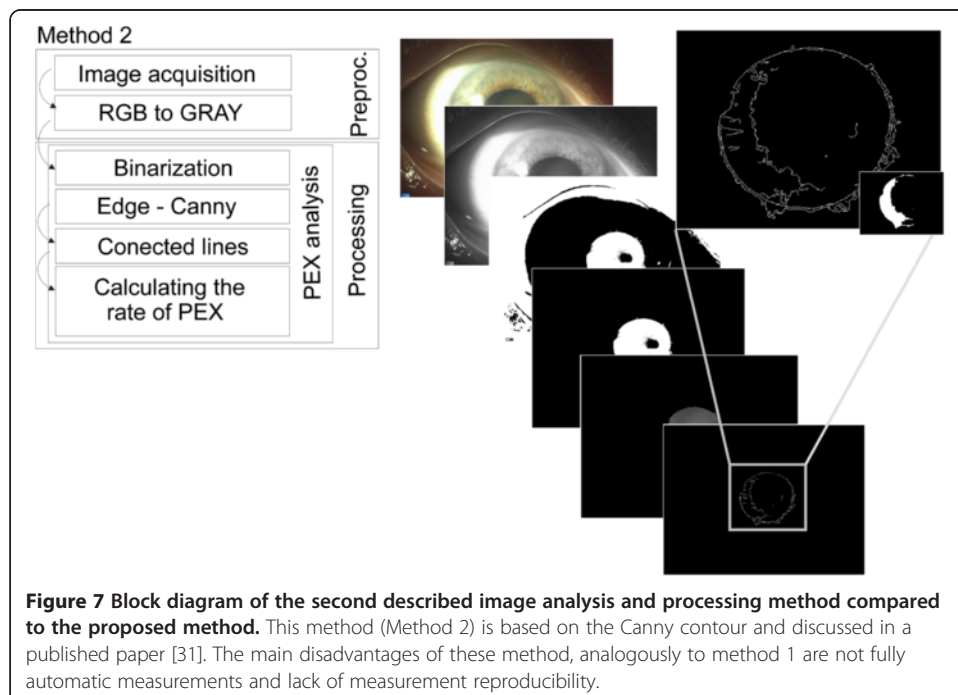 Method 2
Image acquisition
RGB to GRAY
Preproc.
Binarization
Edge - Canny
Conected lines
Calculating the
rate of PEX
PEX analysis
Processing
Figure 7 Block diagram of the second described image analysis and processing method compared
to the proposed method. This method (Method 2) is based on the Canny contour and discussed in a
published paper [31]. The main disadvantages of these method, analogously to method 1 are not fully
automatic measurements and lack of measurement reproducibility.